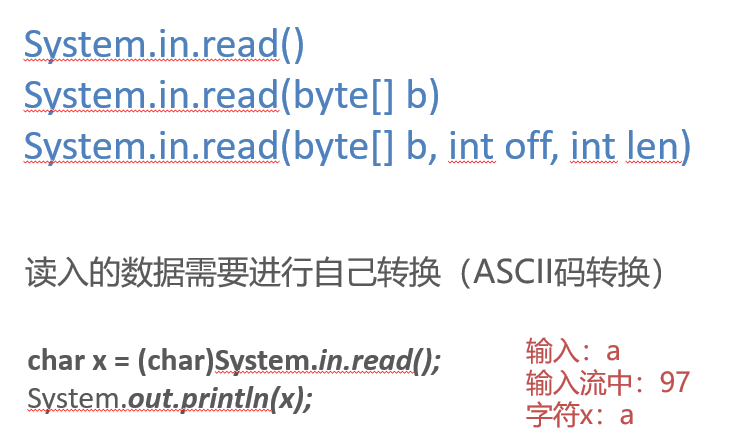 System.in.read()
System.in.read(byte[] b)
System.in.read(byte[] b, int off, int len)
读入的数据需要进行自己转换（ASCII码转换）
char x = (char)System.in.read();
System.out.println(x);
输入：a
输入流中：97
字符x：a